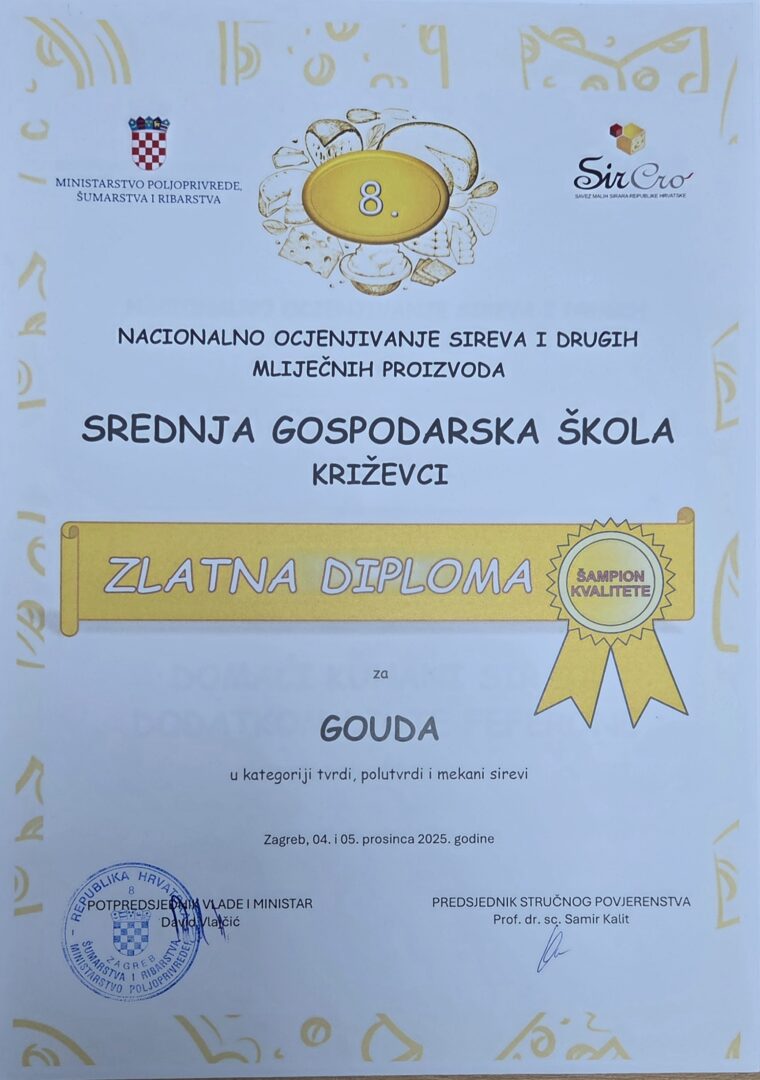 MINISTARSTVO POLJOPRIVREDE,
ŠUMARSTVA I RIBARSTVA
8.
SirCro
SAVEZ MALIH SIRARA REPUBLIKE HRVATSKE
NACIONALNO OCJENJIVANJE SIREVA I DRUGIH
MLIJEČNIH PROIZVODA
SREDNJA GOSPODARSKA ŠKOLA
KRIŽEVCI
ZLATNA DIPLOMA
ŠAMPION
KVALITETE
za
GOUDA
u kategoriji tvrdi, polutvrdi i mekani sirevi
Zagreb, 04. i 05. prosinca 2025. godine
POTPREDSJEDNIK VLADE I MINISTAR
David Vlajčić
PREDSJEDNIK STRUČNOG POVJERENSTVA
Prof. dr. sc. Samir Kalit
REPUBLIKA HRVATSKA
8
ZAGREB
ŠUMARSTVA I RIBARSTVA
MINISTARSTVO POLJOPRIVREDE